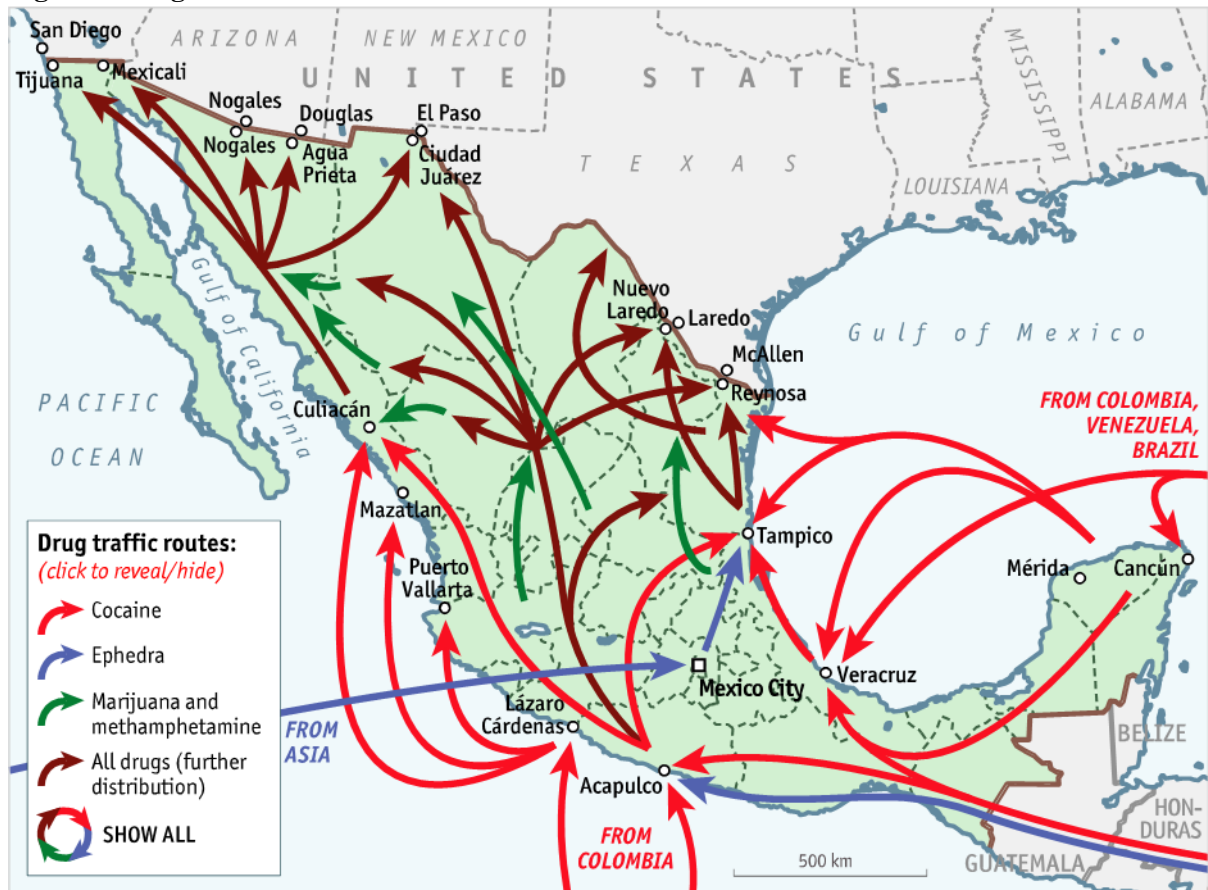 San Diego
ARIZONA
NEW MEXICO
MISSISSIPPI
Tijuana
Mexicali
UNITED STATES
ALABAMA
Nogales
Douglas
El Paso
Nogales
Agua
Prieta
Ciudad
Juárez
TEXAS
LOUISIANA
Gulf of California
Nuevo
Laredo
Laredo
Gulf of Mexico
McAllen
Reynosa
PACIFIC
OCEAN
Culiacán
FROM COLOMBIA,
VENEZUELA,
BRAZIL
Mazatlan
Tampico
Puerto
Vallarta
Mérida
Cancún
Drug traffic routes:
(click to reveal/hide)
Cocaine
Ephedra
Marijuana and
methamphetamine
All drugs (further
distribution)
SHOW ALL
FROM
ASIA
Mexico City
Veracruz
Lázaro
Cárdenas
BELIZE
Acapulco
FROM
COLOMBIA
500 km
HON-
DURAS
GUATEMALA